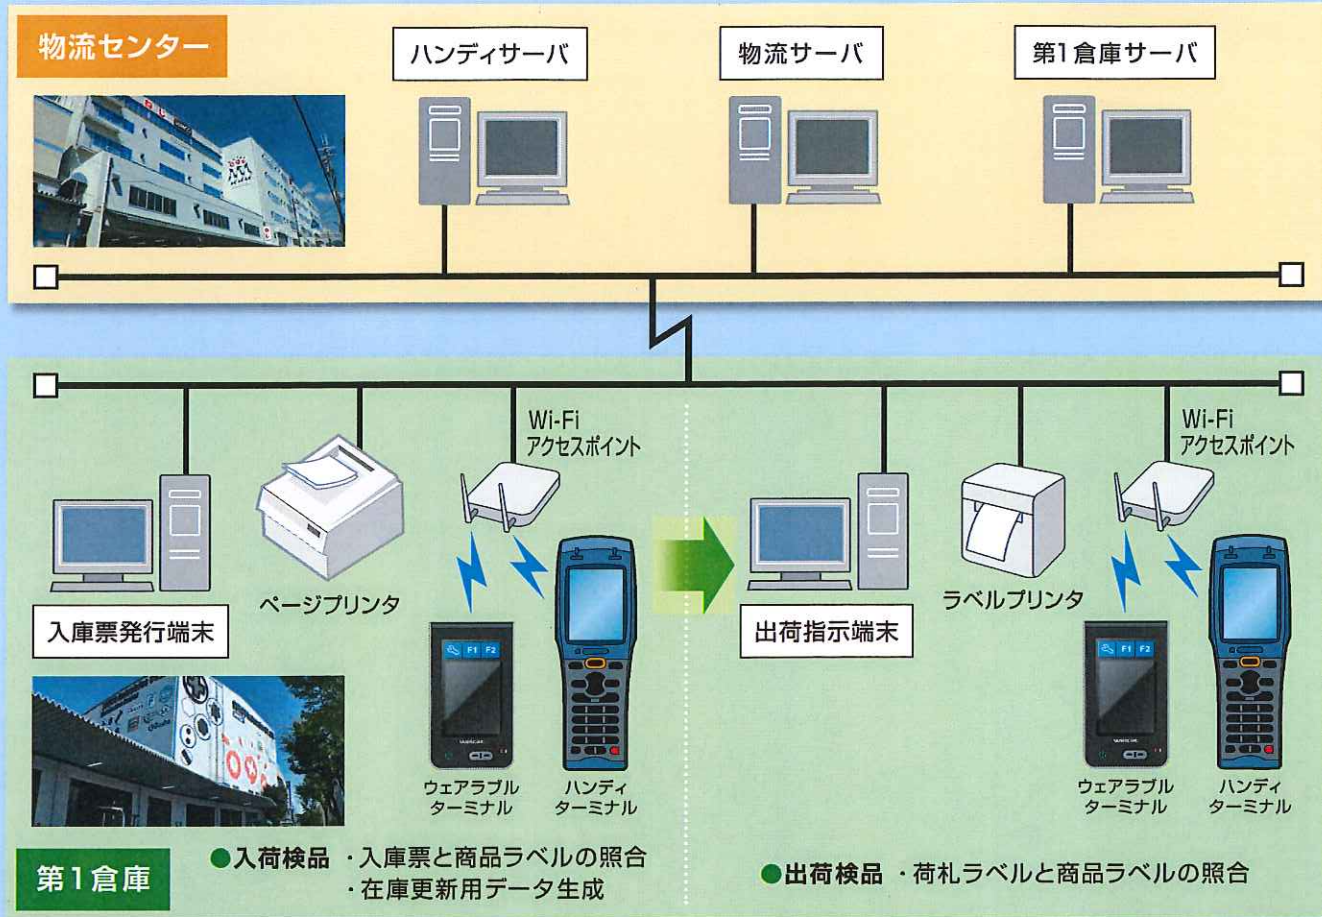 物流センター
ハンディサーバ
物流サーバ
第1倉庫サーバ
Wi-Fi
アクセスポイント
Wi-Fi
アクセスポイント
ページプリンタ
ラベルプリンタ
入庫票発行端末
出荷指示端末
F1 F2
F1 F2
ウェアラブル
ターミナル
ハンディ
ターミナル
ウェアラブル
ターミナル
ハンディ
ターミナル
第1倉庫
●入荷検品 ・入庫票と商品ラベルの照合
・在庫更新用データ生成
●出荷検品 ・荷札ラベルと商品ラベルの照合